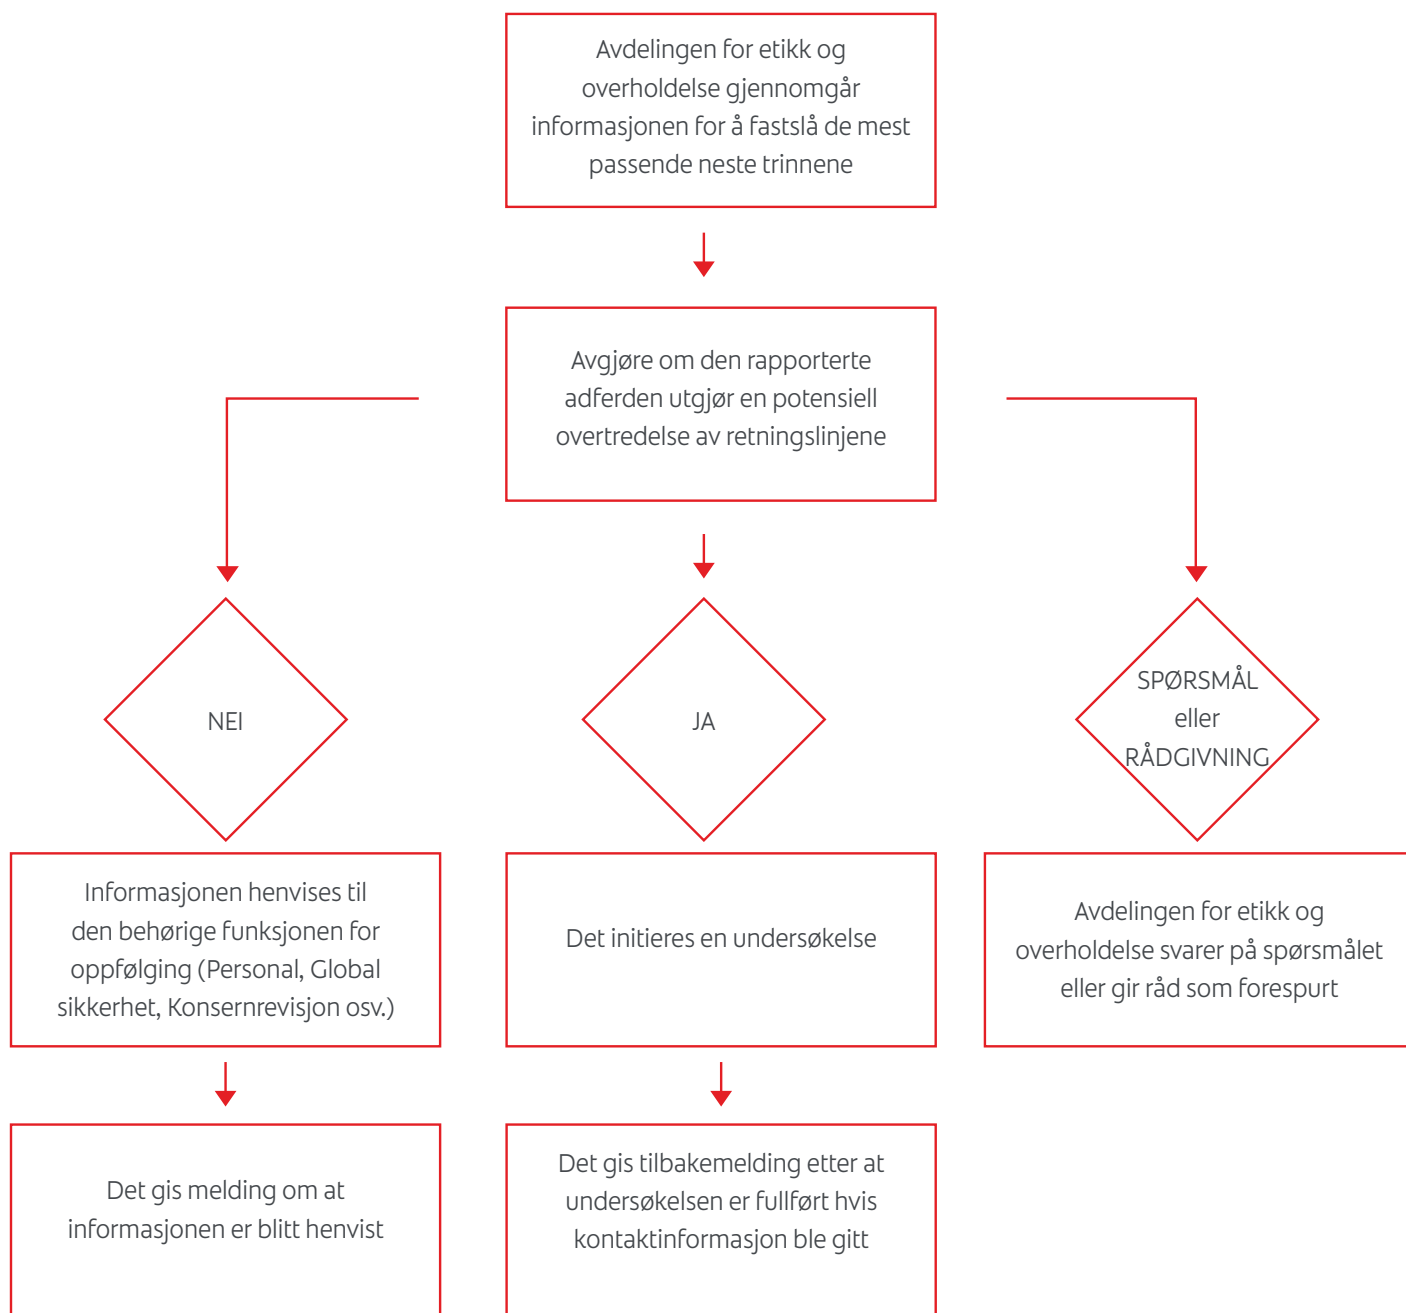 Avdelingen for etikk og
overholdelse gjennomgår
informasjonen for å fastslå de mest
passende neste trinnene
Avgjøre om den rapporterte
adferden utgjør en potensiell
overtredelse av retningslinjene
NEI
JA
SPØRSMÅL
eller
RÅDGIVNING
Informasjonen henvises til
den behørige funksjonen for
oppfølging (Personal, Global
sikkerhet, Konsernrevisjon osv.)
Det initieres en undersøkelse
Avdelingen for etikk og
overholdelse svarer på spørsmålet
eller gir råd som forespurt
Det gis melding om at
informasjonen er blitt henvist
Det gis tilbakemelding etter at
undersøkelsen er fullført hvis
kontaktinformasjon ble gitt